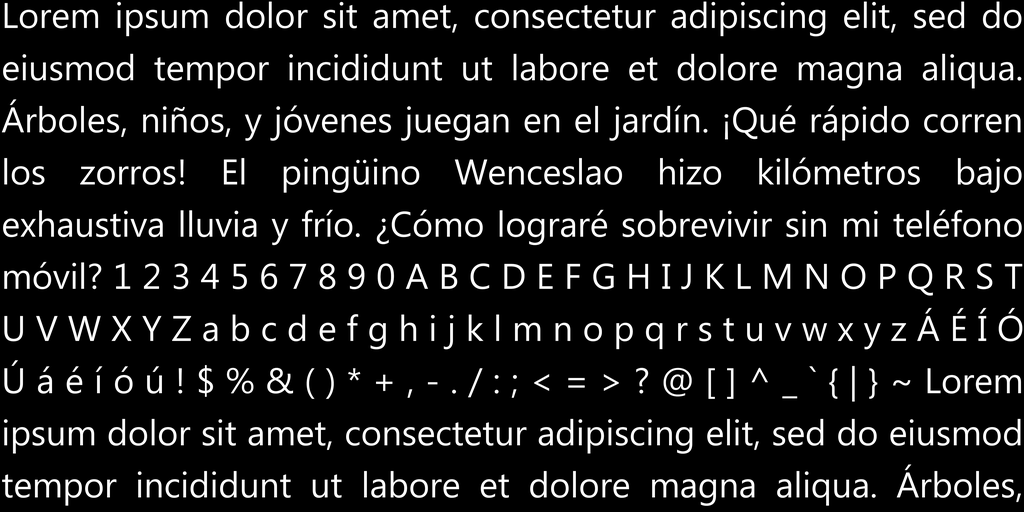 Lorem ipsum dolor sit amet, consectetur adipiscing elit, sed do
eiusmod tempor incididunt ut labore et dolore magna aliqua.
Árboles, niños, y jóvenes juegan en el jardín. ¡Qué rápido corren
los zorros! El pingüino Wenceslao hizo kilómetros bajo
exhaustiva lluvia y frío. ¿Cómo lograré sobrevivir sin mi teléfono
móvil? 1 2 3 4 5 6 7 8 9 0 A B C D E F G H I J K L M N O P Q R S T
U V W X Y Z a b c d e f g h i j k l m n o p q r s t u v w x y z Á É Í Ó
Ú á é í ó ú ! $ % & ( ) * + , - . / : ; < = > ? @ [ ] ^ _ ` { | } ~ Lorem
ipsum dolor sit amet, consectetur adipiscing elit, sed do eiusmod
tempor incididunt ut labore et dolore magna aliqua. Árboles,